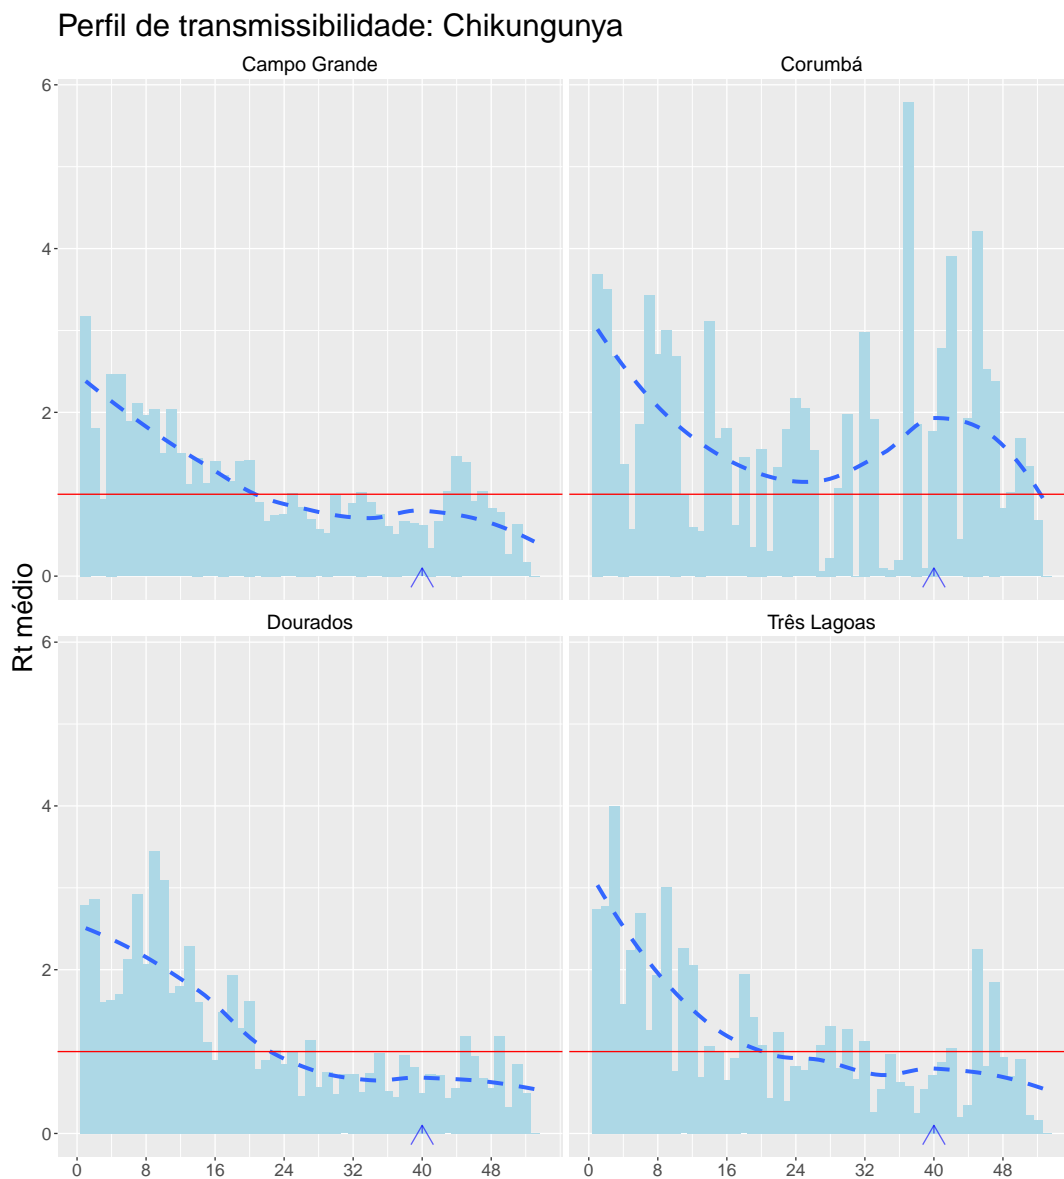 Perfil de transmissibilidade: Chikungunya
Campo Grande
Corumbá
6
4
2
0
Rt médio
Dourados
Três Lagoas
6
4
2
0
0 8 16 24 32 40 48
0 8 16 24 32 40 48